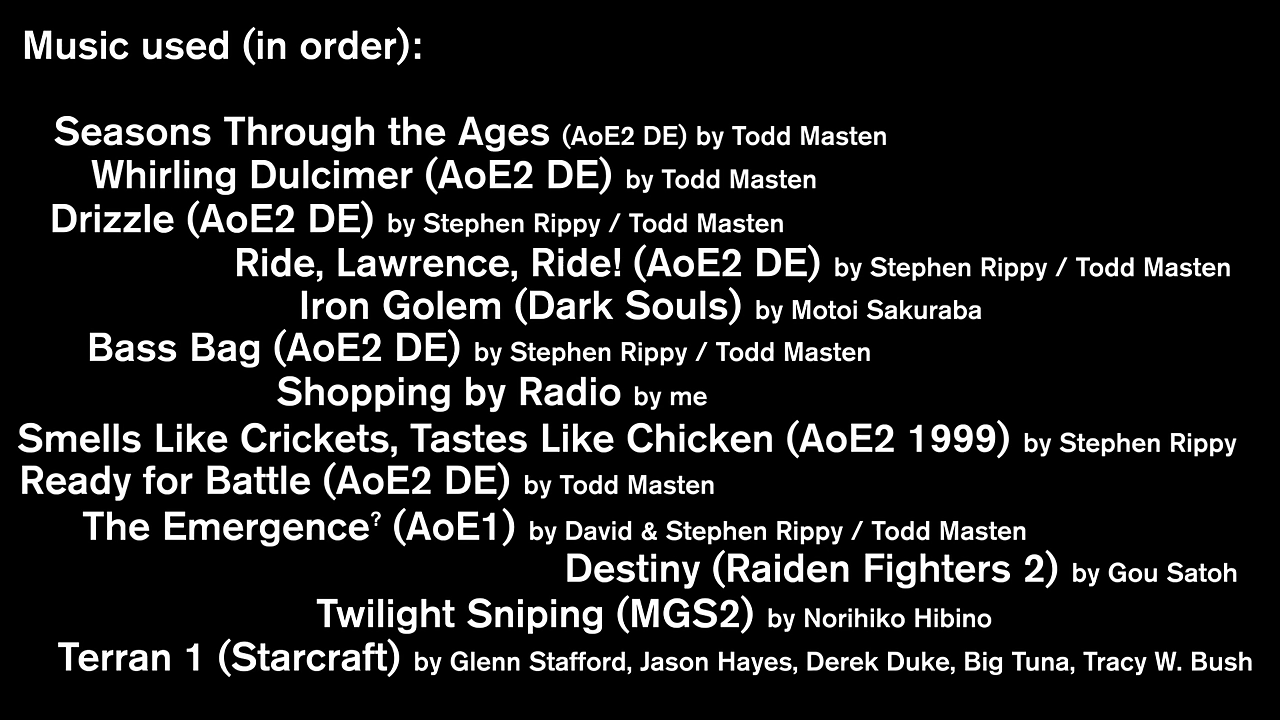 Music used (in order):
Seasons Through the Ages (AoE2 DE) by Todd Masten
Whirling Dulcimer (AoE2 DE) by Todd Masten
Drizzle (AoE2 DE) by Stephen Rippy / Todd Masten
Ride, Lawrence, Ride! (AoE2 DE) by Stephen Rippy / Todd Masten
Iron Golem (Dark Souls) by Motoi Sakuraba
Bass Bag (AoE2 DE) by Stephen Rippy / Todd Masten
Shopping by Radio by me
Smells Like Crickets, Tastes Like Chicken (AoE2 1999) by Stephen Rippy
Ready for Battle (AoE2 DE) by Todd Masten
The Emergence? (AoE1) by David & Stephen Rippy / Todd Masten
Destiny (Raiden Fighters 2) by Gou Satoh
Twilight Sniping (MGS2) by Norihiko Hibino
Terran 1 (Starcraft) by Glenn Stafford, Jason Hayes, Derek Duke, Big Tuna, Tracy W. Bush